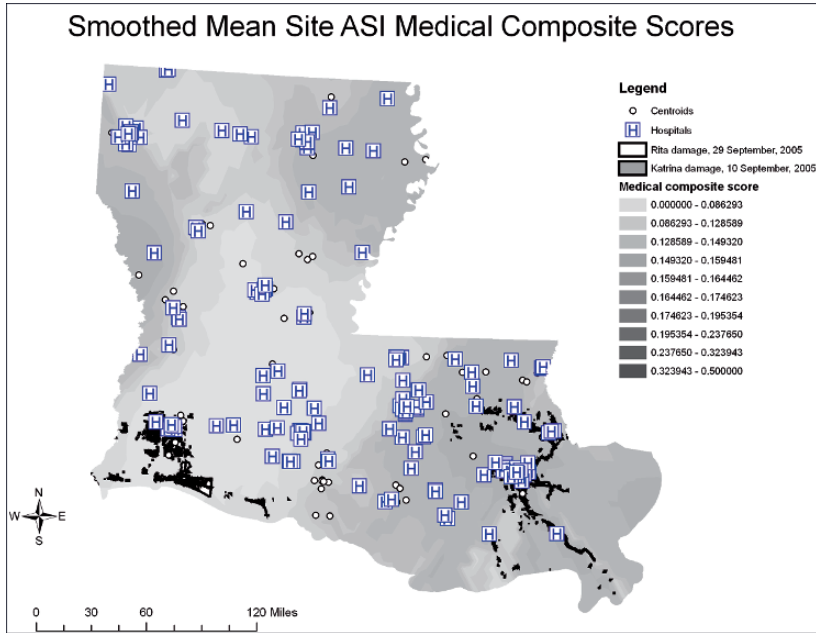 Smoothed Mean Site ASI Medical Composite Scores
Legend
Centroids
H Hospitals
Rita damage, 29 September, 2005
Katrina damage, 10 September, 2005
Medical composite score
0.000000 - 0.086293
0.086293 - 0.128589
0.128589 - 0.149320
0.149320 - 0.159481
0.159481 - 0.164462
0.164462 - 0.174623
0.174623 - 0.195354
0.195354 - 0.237650
0.237650 - 0.323943
0.323943 - 0.500000
N
W E
S
0 30 60 120 Miles